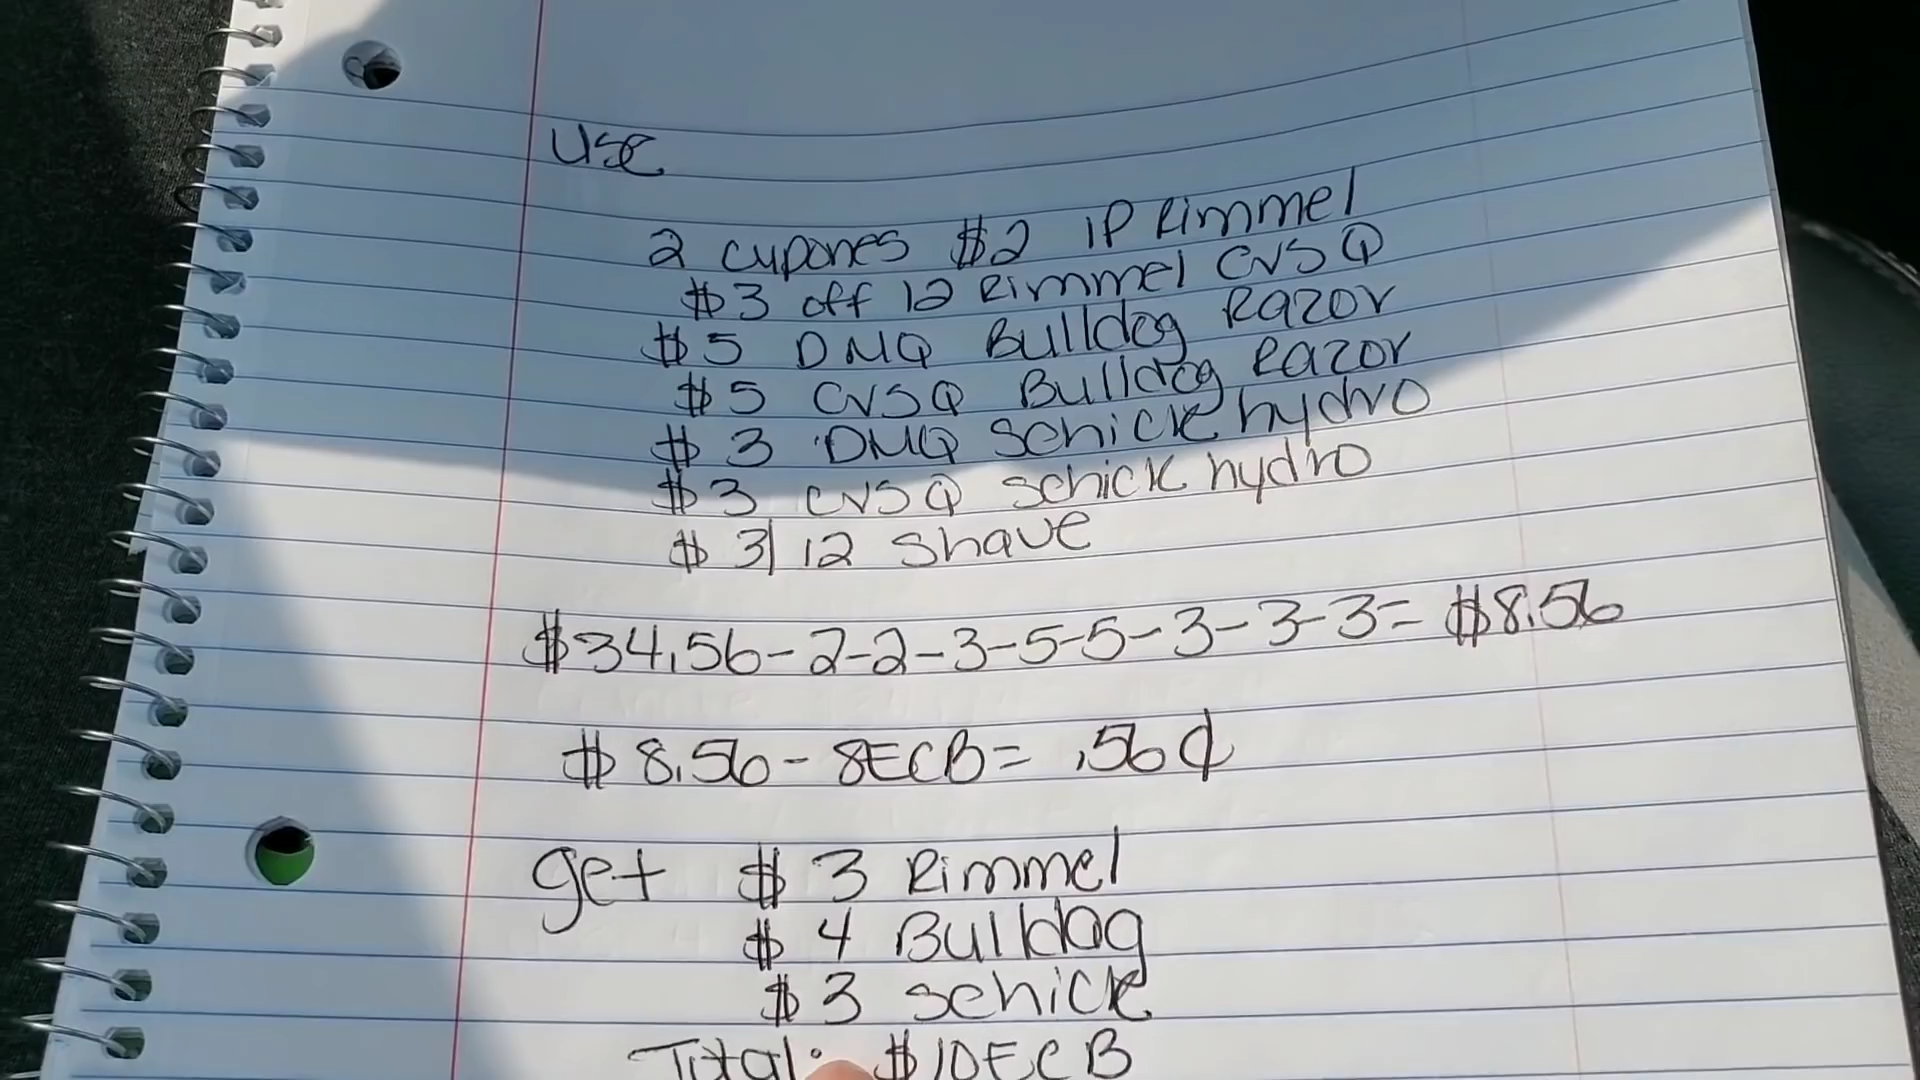 use
2 cupones $2 IP Rimmel
$3 off 12 Rimmel CVSQ
$5 DMQ Bulldog Razor
$5 CVSQ Bulldog Razor
$3 DMQ Schick hydro
$3 CVSQ Schick hydro
$3|12 shave
$34.56-2-2-3-5-5-3-3-3= $8.56
$8.56-8ECB= .56¢
get $3 Rimmel
$4 Bulldog
$3 Schick
Total: $10ECB